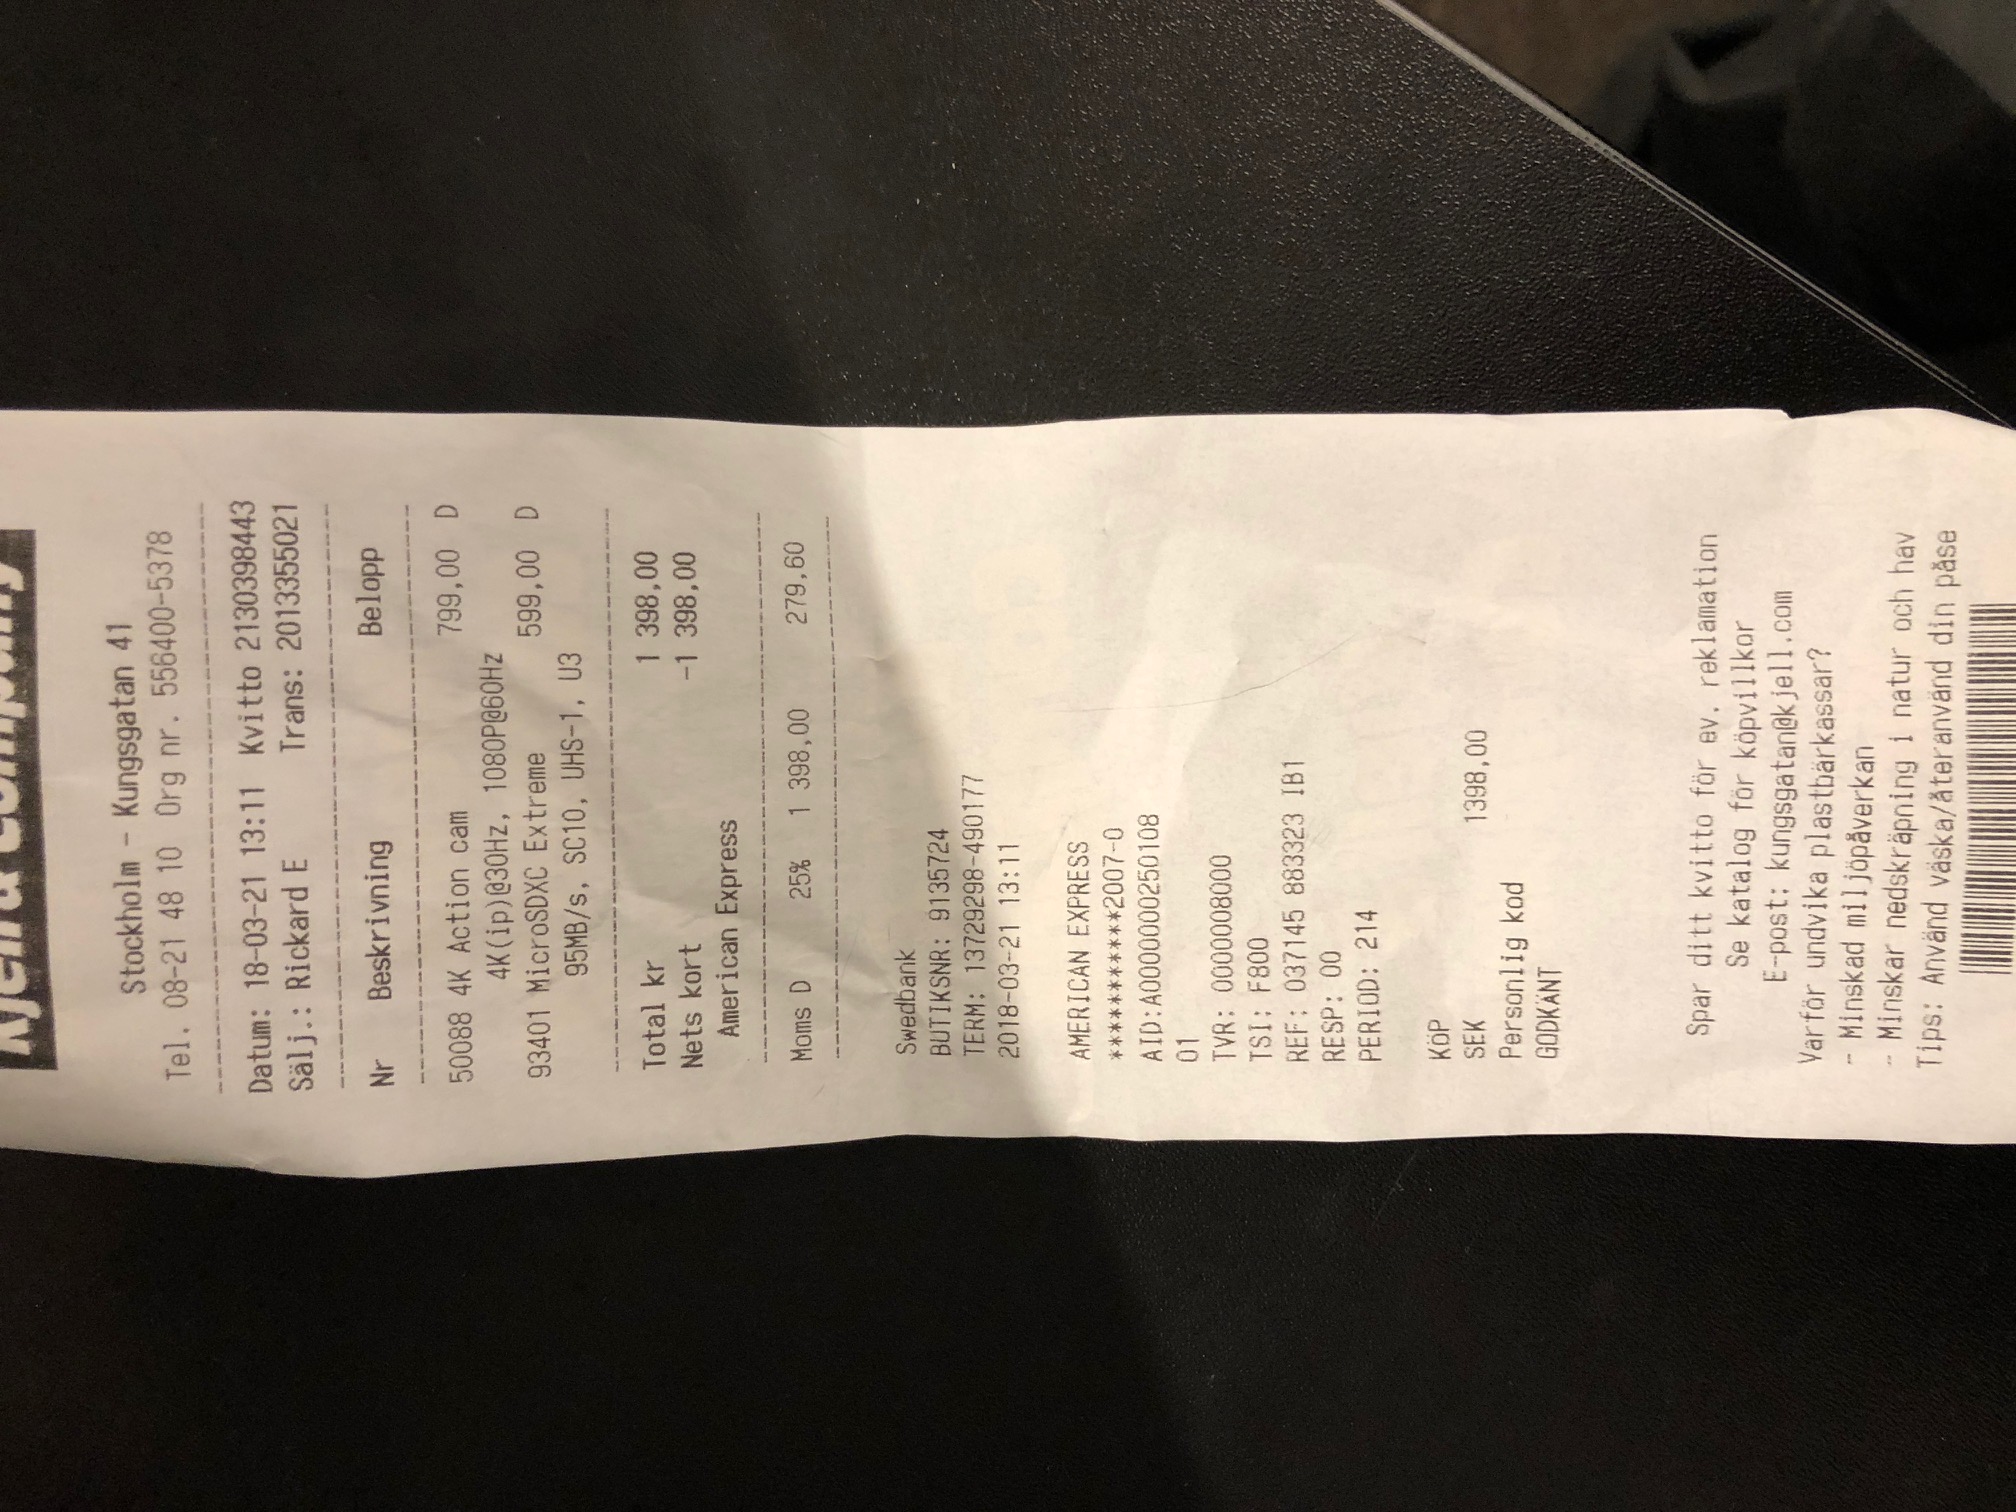 Kjell & Company
Stockholm - Kungsgatan 41
Tel. 08-21 48 10 Org nr. 556400-5378
Datum: 18-03-21 13:11 Kvitto 2130398443
Sälj.: Rickard E Trans: 2013355021
Nr Beskrivning Belopp
50088 4K Action cam 799,00 D
4K(ip)@30Hz, 1080P@60Hz
93401 MicroSDXC Extreme 599,00 D
95MB/s, SC10, UHS-1, U3
Total kr 1 398,00
Nets kort -1 398,00
American Express
Moms D 25% 1 398,00 279,60
Swedbank
BUTIKSNR: 9135724
TERM: 13729298-490177
2018-03-21 13:11
AMERICAN EXPRESS
***********2007-0
AID:A0000000250108
01
TVR: 0000008000
TSI: F800
REF: 037145 883323 IB1
RESP: 00
PERIOD: 214
KÖP
SEK 1398,00
Personlig kod
GODKÄNT
Spar ditt kvitto för ev. reklamation
Se katalog för köpvillkor
E-post: kungsgatan@kjell.com
Varför undvika plastbärkassar?
- Minskad miljöpåverkan
- Minskar nedskräpning i natur och hav
Tips: Använd väska/återanvänd din påse